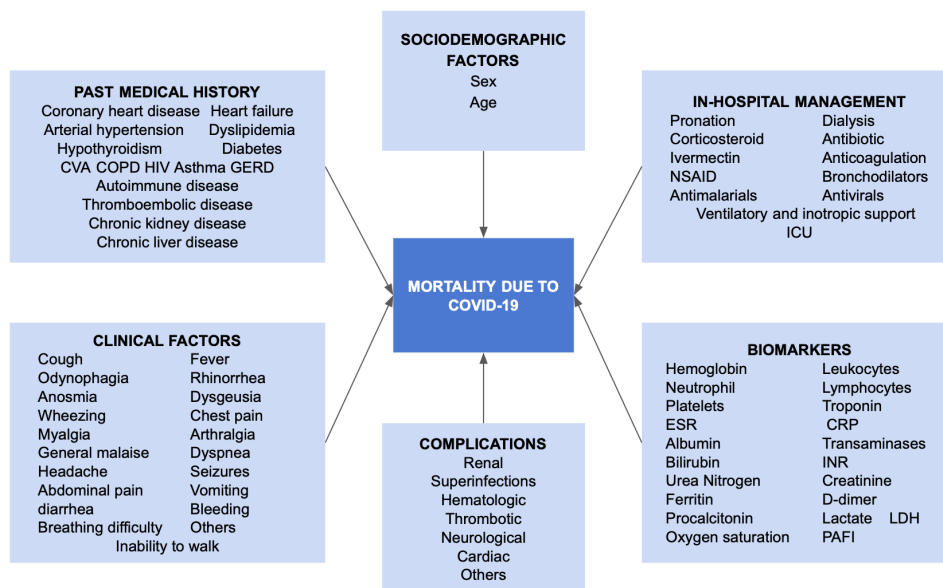 SOCIODEMOGRAPHIC
FACTORS
Sex
Age
PAST MEDICAL HISTORY
Coronary heart disease Heart failure
Arterial hypertension Dyslipidemia
Hypothyroidism Diabetes
CVA COPD HIV Asthma GERD
Autoimmune disease
Thromboembolic disease
Chronic kidney disease
Chronic liver disease
IN-HOSPITAL MANAGEMENT
Pronation Dialysis
Corticosteroid Antibiotic
Ivermectin Anticoagulation
NSAID Bronchodilators
Antimalarials Antivirals
Ventilatory and inotropic support
ICU
MORTALITY DUE TO
COVID-19
CLINICAL FACTORS
Cough Fever
Odynophagia Rhinorrhea
Anosmia Dysgeusia
Wheezing Chest pain
Myalgia Arthralgia
General malaise Dyspnea
Headache Seizures
Abdominal pain Vomiting
diarrhea Bleeding
Breathing difficulty Others
Inability to walk
COMPLICATIONS
Renal
Superinfections
Hematologic
Thrombotic
Neurological
Cardiac
Others
BIOMARKERS
Hemoglobin Leukocytes
Neutrophil Lymphocytes
Platelets Troponin
ESR CRP
Albumin Transaminases
Bilirubin INR
Urea Nitrogen Creatinine
Ferritin D-dimer
Procalcitonin Lactate LDH
Oxygen saturation PAFI